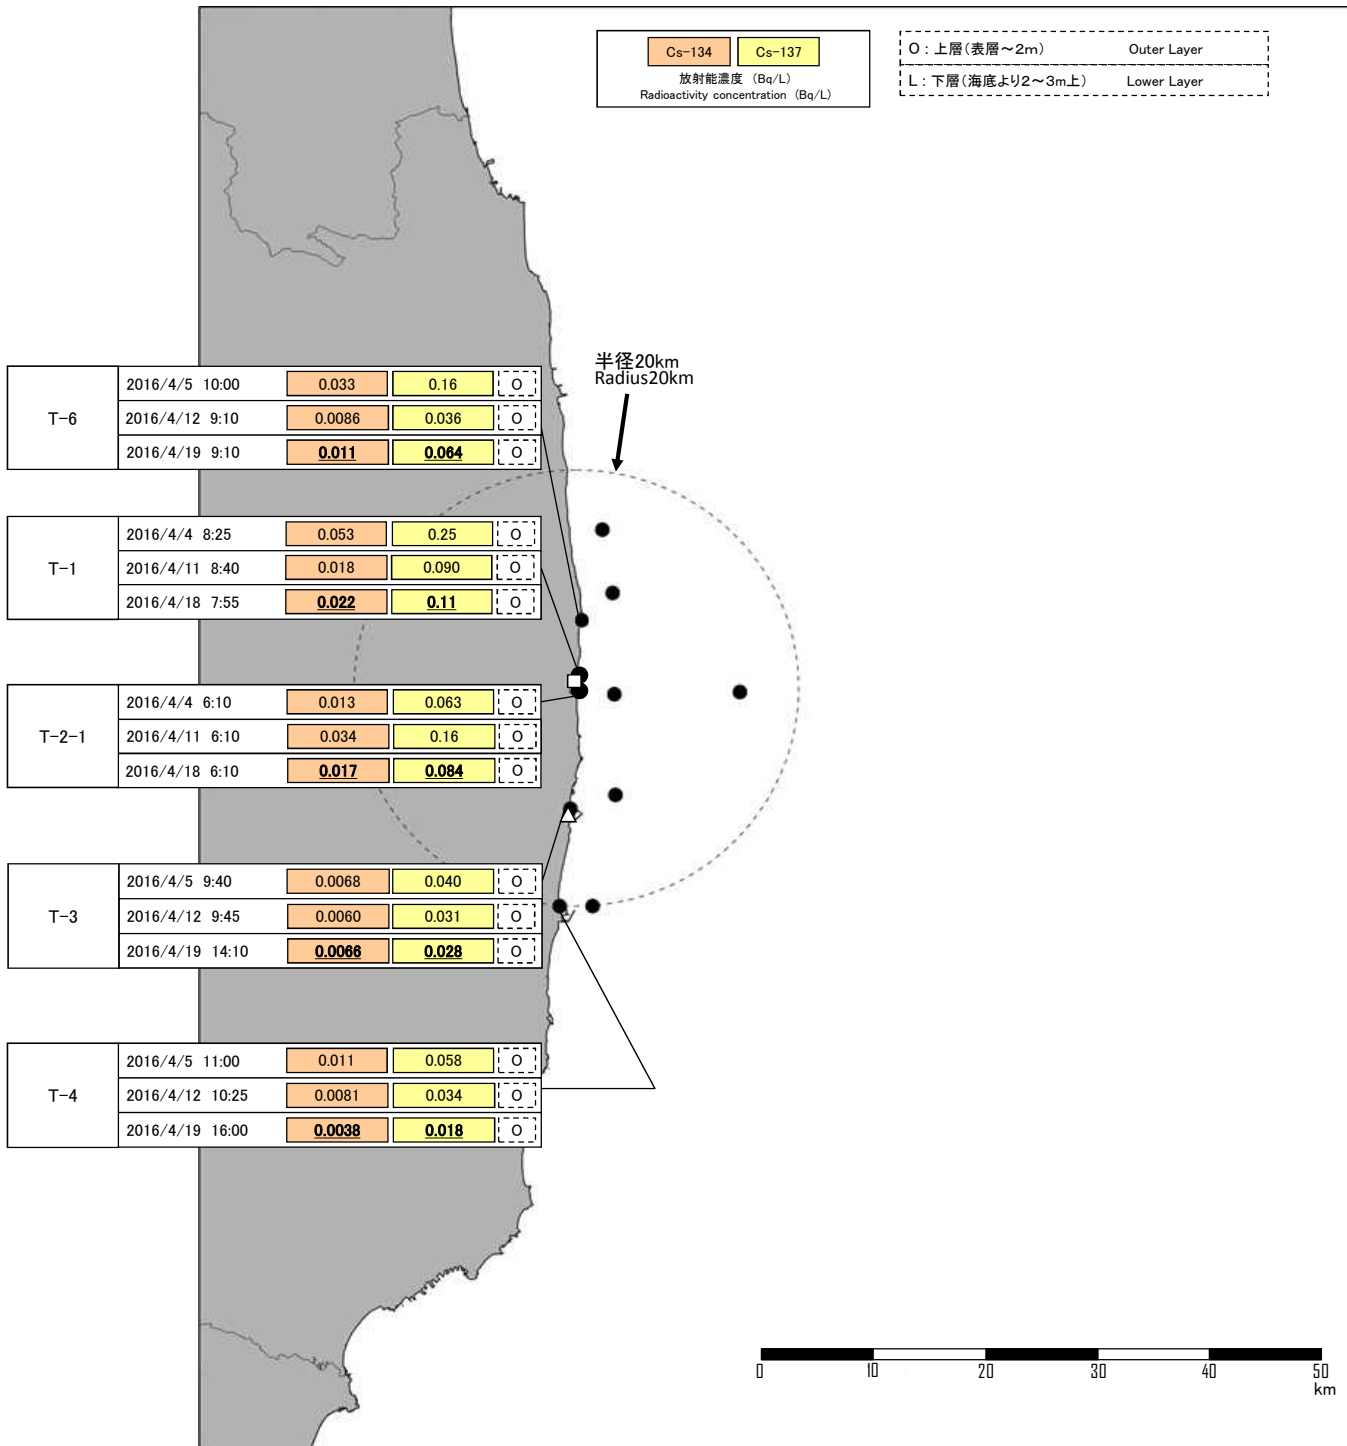 Cs-134 Cs-137
放射能濃度 (Bq/L)
Radioactivity concentration (Bq/L)
O : 上層(表層～2m) Outer Layer
L : 下層(海底より2～3m上) Lower Layer
半径20km
Radius20km
T-6
2016/4/5 10:00 0.033 0.16 O
2016/4/12 9:10 0.0086 0.036 O
2016/4/19 9:10 0.011 0.064 O
T-1
2016/4/4 8:25 0.053 0.25 O
2016/4/11 8:40 0.018 0.090 O
2016/4/18 7:55 0.022 0.11 O
T-2-1
2016/4/4 6:10 0.013 0.063 O
2016/4/11 6:10 0.034 0.16 O
2016/4/18 6:10 0.017 0.084 O
T-3
2016/4/5 9:40 0.0068 0.040 O
2016/4/12 9:45 0.0060 0.031 O
2016/4/19 14:10 0.0066 0.028 O
T-4
2016/4/5 11:00 0.011 0.058 O
2016/4/12 10:25 0.0081 0.034 O
2016/4/19 16:00 0.0038 0.018 O
0 10 20 30 40 50
km